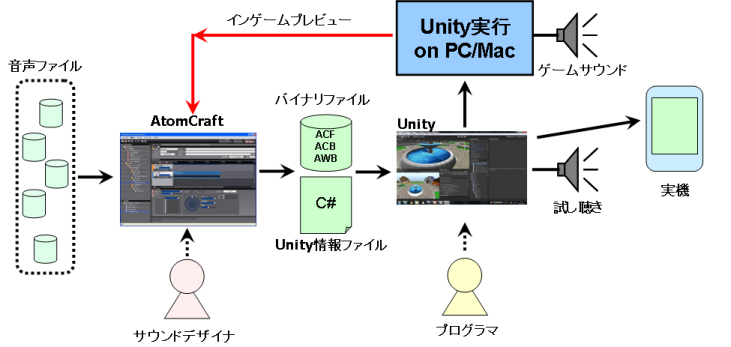 インゲームプレビュー
Unity実行
on PC/Mac
ゲームサウンド
音声ファイル
AtomCraft
バイナリファイル
Unity
ACF
ACB
AWB
C#
Unity情報ファイル
試し聴き
実機
サウンドデザイナ
プログラマ